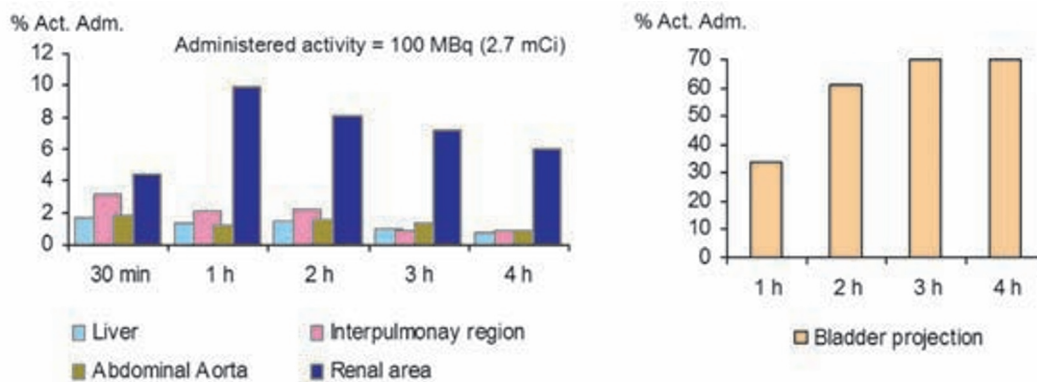 % Act. Adm.
Administered activity = 100 MBq (2.7 mCi)
12
10
8
6
4
2
0
30 min 1 h 2 h 3 h 4 h
Liver Interpulmonay region
Abdominal Aorta Renal area
% Act. Adm.
70
60
50
40
30
20
10
0
1 h 2 h 3 h 4 h
Bladder projection